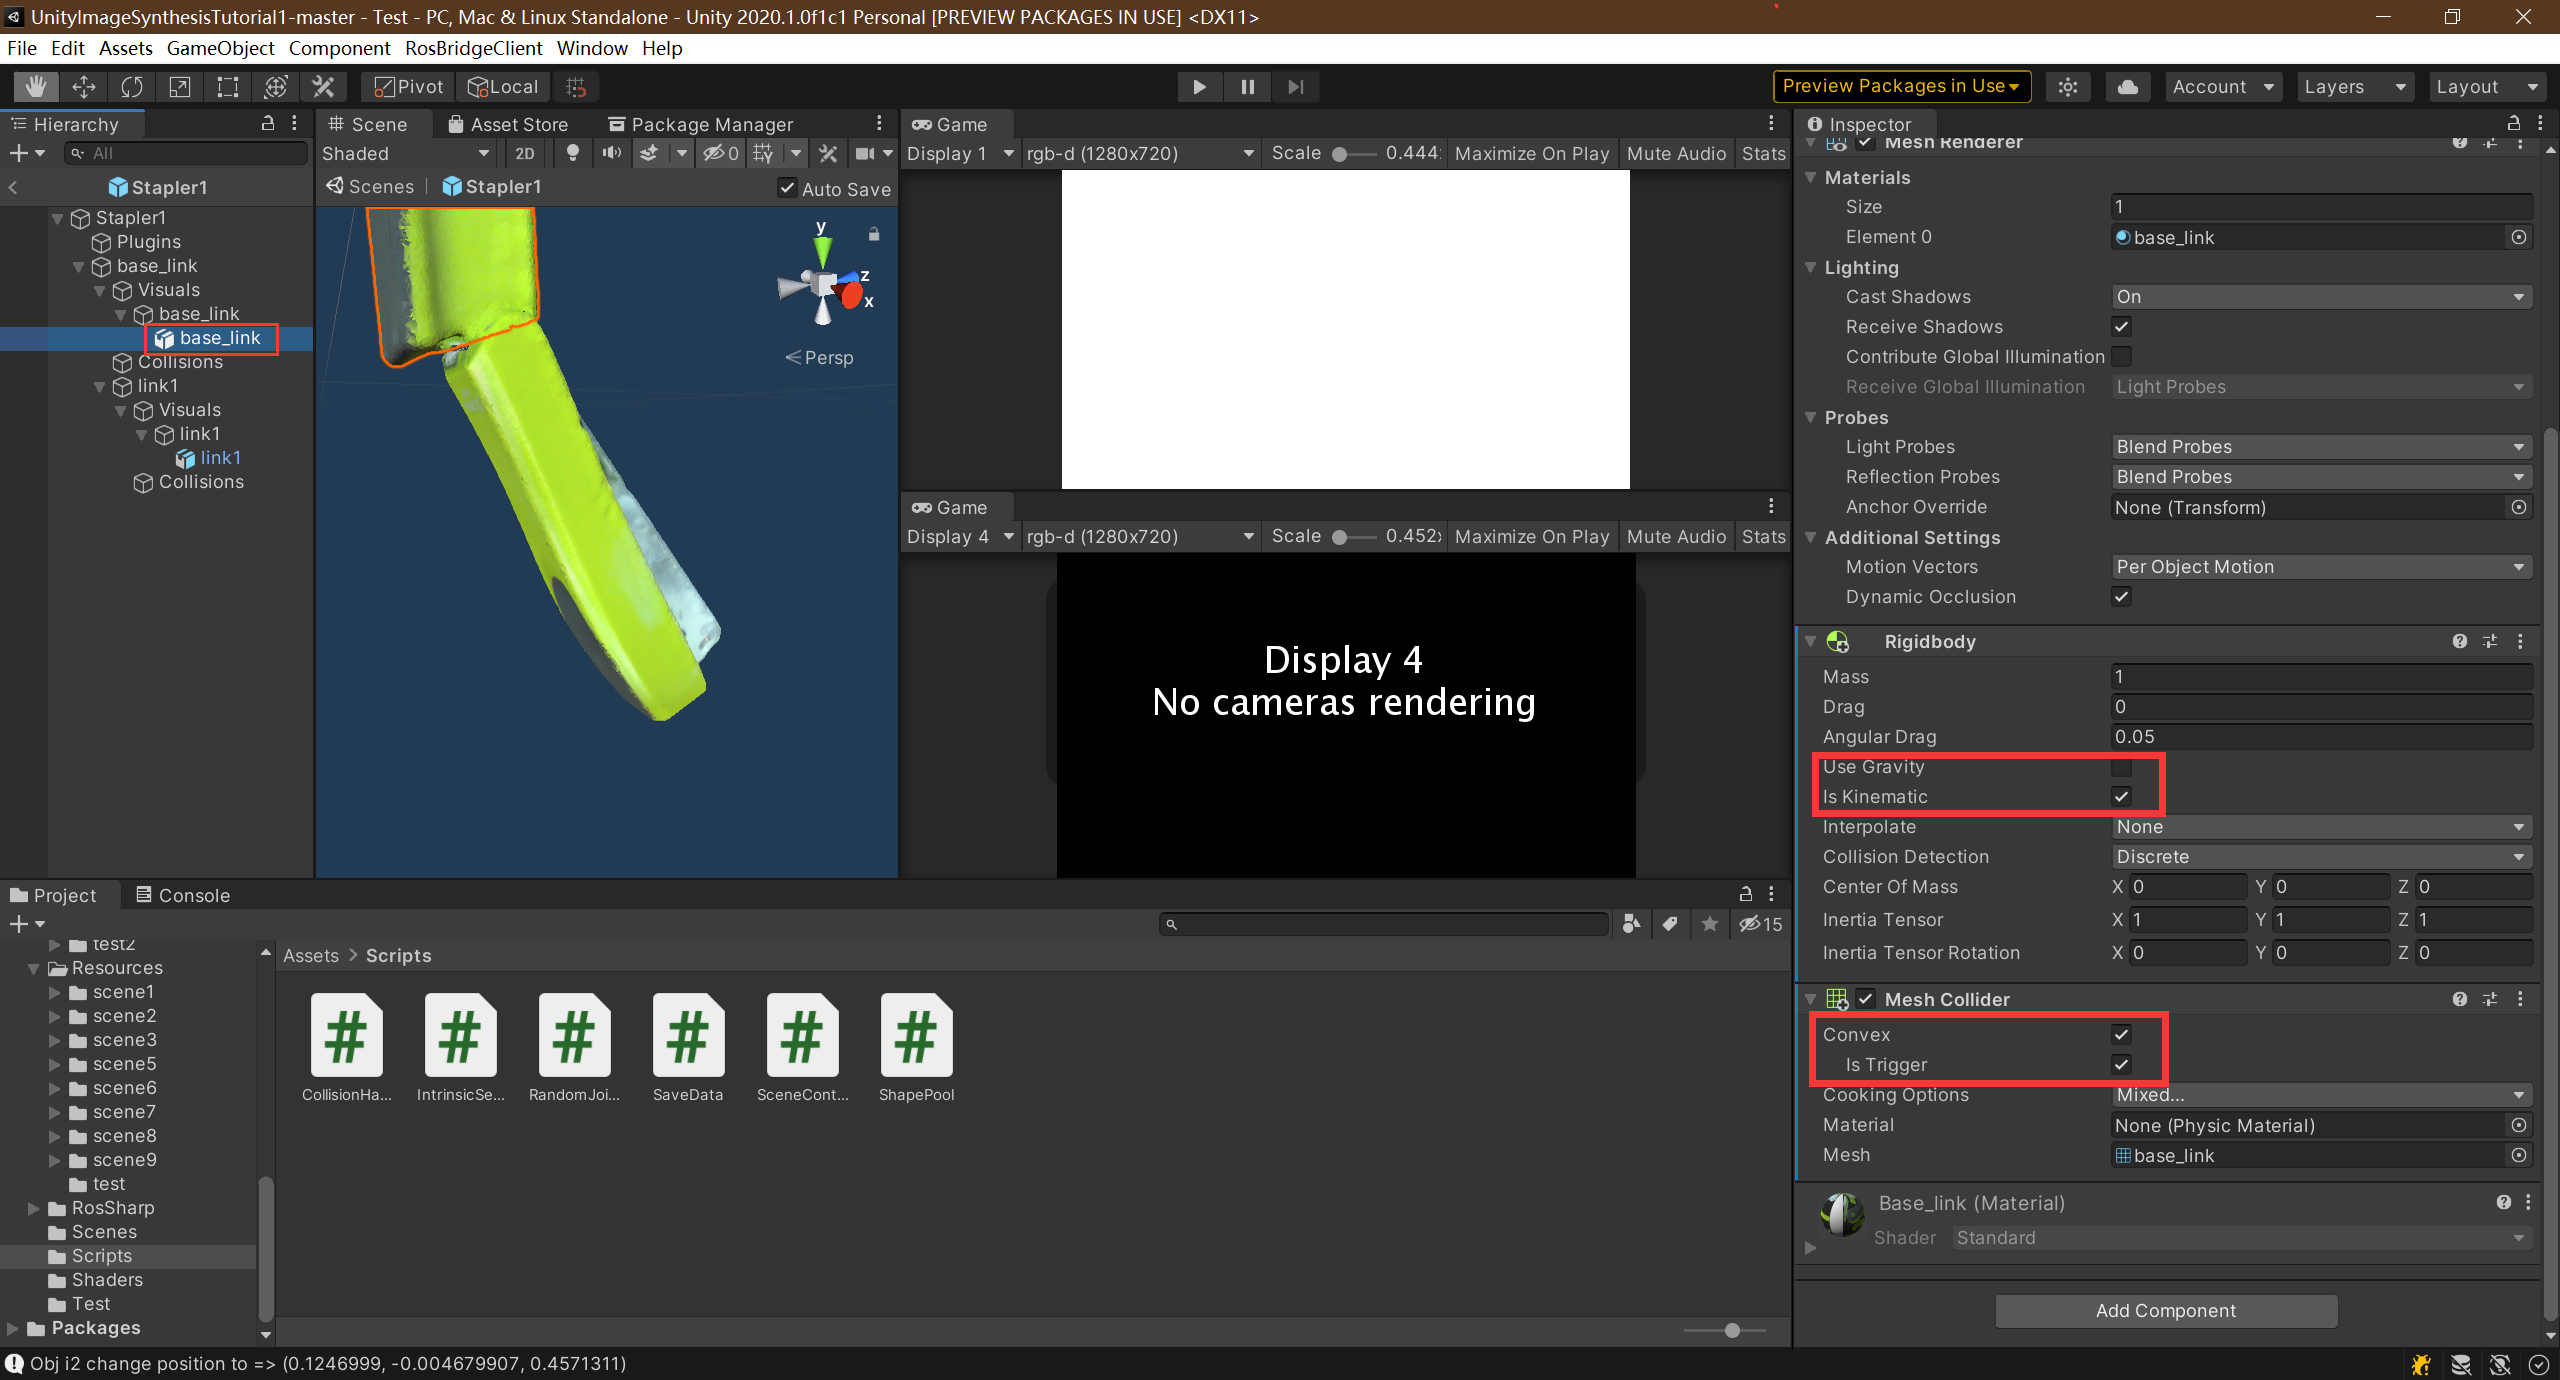 UnityImageSynthesisTutorial1-master - Test - PC, Mac & Linux Standalone - Unity 2020.1.0f1c1 Personal [PREVIEW PACKAGES IN USE] <DX11>
File Edit Assets GameObject Component RosBridgeClient Window Help
Pivot Local Preview Packages in Use Account Layers Layout
Hierarchy
All
Stapler1
Stapler1
Plugins
base_link
Visuals
base_link
base_link
Collisions
link1
Visuals
link1
link1
Collisions
Scene Asset Store Package Manager
Shaded 2D 0
Scenes Stapler1 Auto Save
y
z
x
Persp
Game
Display 1 rgb-d (1280x720) Scale 0.444 Maximize On Play Mute Audio Stats
Game
Display 4 rgb-d (1280x720) Scale 0.452x Maximize On Play Mute Audio Stats
Display 4
No cameras rendering
Inspector
Mesh Renderer
Materials
Size 1
Element 0 base_link
Lighting
Cast Shadows On
Receive Shadows
Contribute Global Illumination
Receive Global Illumination Light Probes
Probes
Light Probes Blend Probes
Reflection Probes Blend Probes
Anchor Override None (Transform)
Additional Settings
Motion Vectors Per Object Motion
Dynamic Occlusion
Rigidbody
Mass 1
Drag 0
Angular Drag 0.05
Use Gravity
Is Kinematic
Interpolate None
Collision Detection Discrete
Center Of Mass X 0 Y 0 Z 0
Inertia Tensor X 1 Y 1 Z 1
Inertia Tensor Rotation X 0 Y 0 Z 0
Mesh Collider
Convex
Is Trigger
Cooking Options Mixed...
Material None (Physic Material)
Mesh base_link
Base_link (Material)
Shader Standard
Add Component
Project Console
15
test2
Resources
scene1
scene2
scene3
scene5
scene6
scene7
scene8
scene9
test
RosSharp
Scenes
Scripts
Shaders
Test
Packages
Assets > Scripts
# # # # # #
CollisionHa... IntrinsicSe... RandomJoi... SaveData SceneCont... ShapePool
Obj i2 change position to => (0.1246999, -0.004679907, 0.4571311)